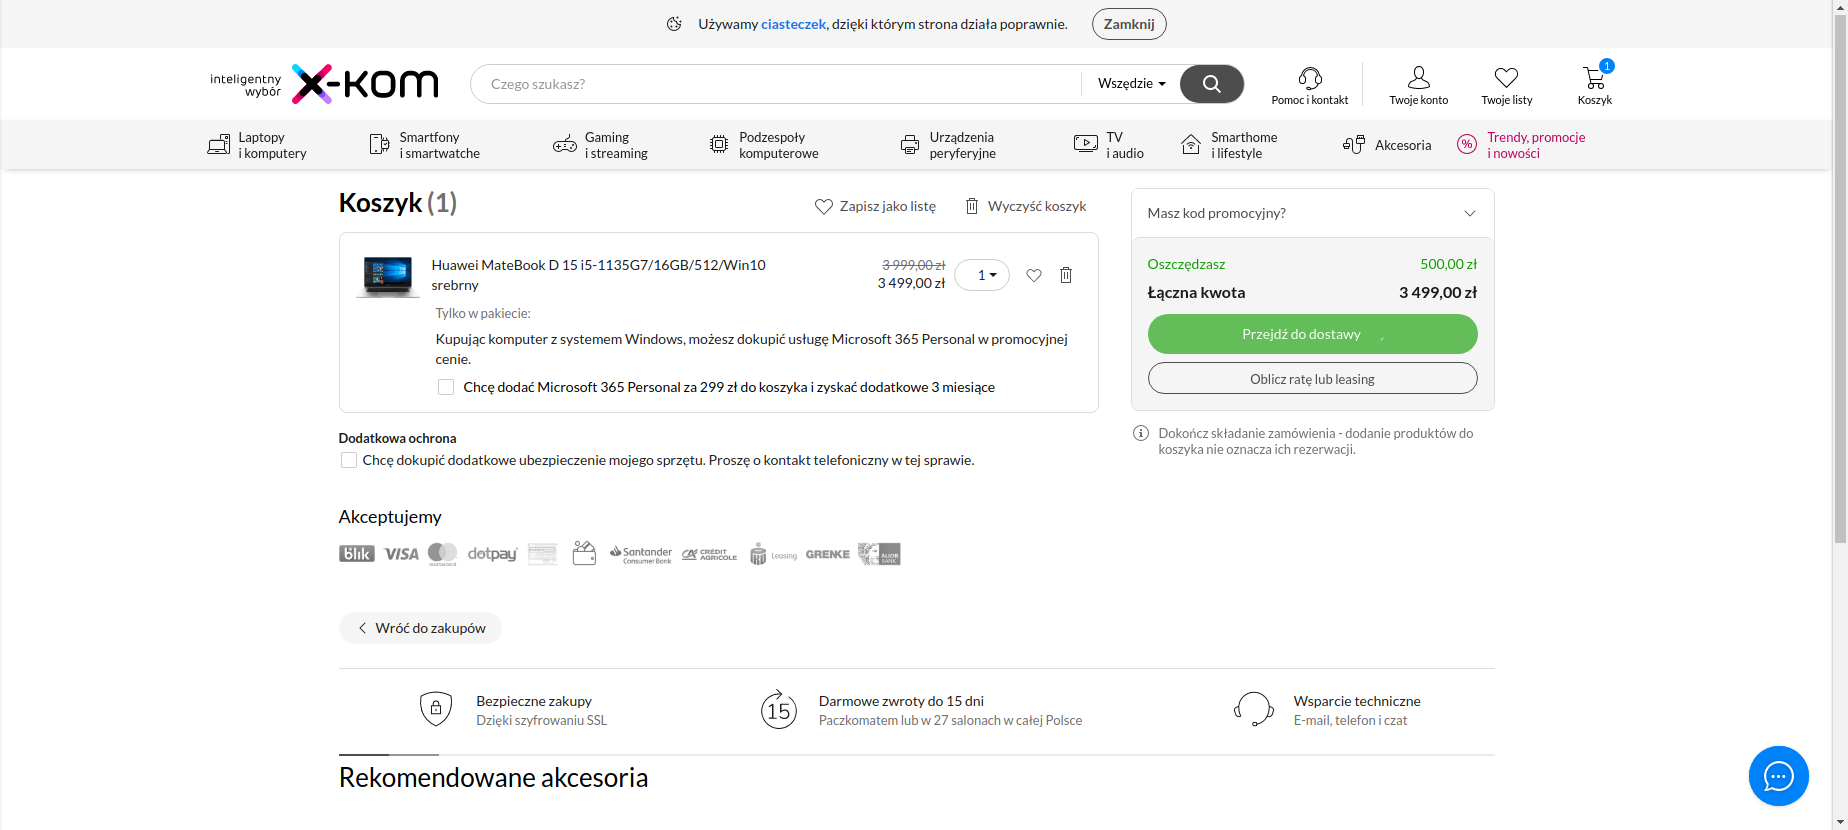 Używamy ciasteczek, dzięki którym strona działa poprawnie.
Zamknij
inteligentny
wybór
x-kom
Czego szukasz?
Wszędzie
Pomoc i kontakt
Twoje konto
Twoje listy
1
Koszyk
Laptopy
i komputery
Smartfony
i smartwatche
Gaming
i streaming
Podzespoły
komputerowe
Urządzenia
peryferyjne
TV
i audio
Smarthome
i lifestyle
Akcesoria
%
Trendy, promocje
i nowości
Koszyk (1)
Zapisz jako listę
Wyczyść koszyk
Huawei MateBook D 15 i5-1135G7/16GB/512/Win10
srebrny
3 999,00 zł
3 499,00 zł
1
Tylko w pakiecie:
Kupując komputer z systemem Windows, możesz dokupić usługę Microsoft 365 Personal w promocyjnej
cenie.
Chcę dodać Microsoft 365 Personal za 299 zł do koszyka i zyskać dodatkowe 3 miesiące
Masz kod promocyjny?
Oszczędzasz 500,00 zł
Łączna kwota 3 499,00 zł
Przejdź do dostawy
Oblicz ratę lub leasing
Dokończ składanie zamówienia - dodanie produktów do
koszyka nie oznacza ich rezerwacji.
Dodatkowa ochrona
Chcę dokupić dodatkowe ubezpieczenie mojego sprzętu. Proszę o kontakt telefoniczny w tej sprawie.
Akceptujemy
blik
VISA
mastercard
dotpay
Santander
Consumer Bank
CRÉDIT
AGRICOLE
Leasing
GRENKE
ALIOR
BANK
Wróć do zakupów
Bezpieczne zakupy
Dzięki szyfrowaniu SSL
15
Darmowe zwroty do 15 dni
Paczkomatem lub w 27 salonach w całej Polsce
Wsparcie techniczne
E-mail, telefon i czat
Rekomendowane akcesoria